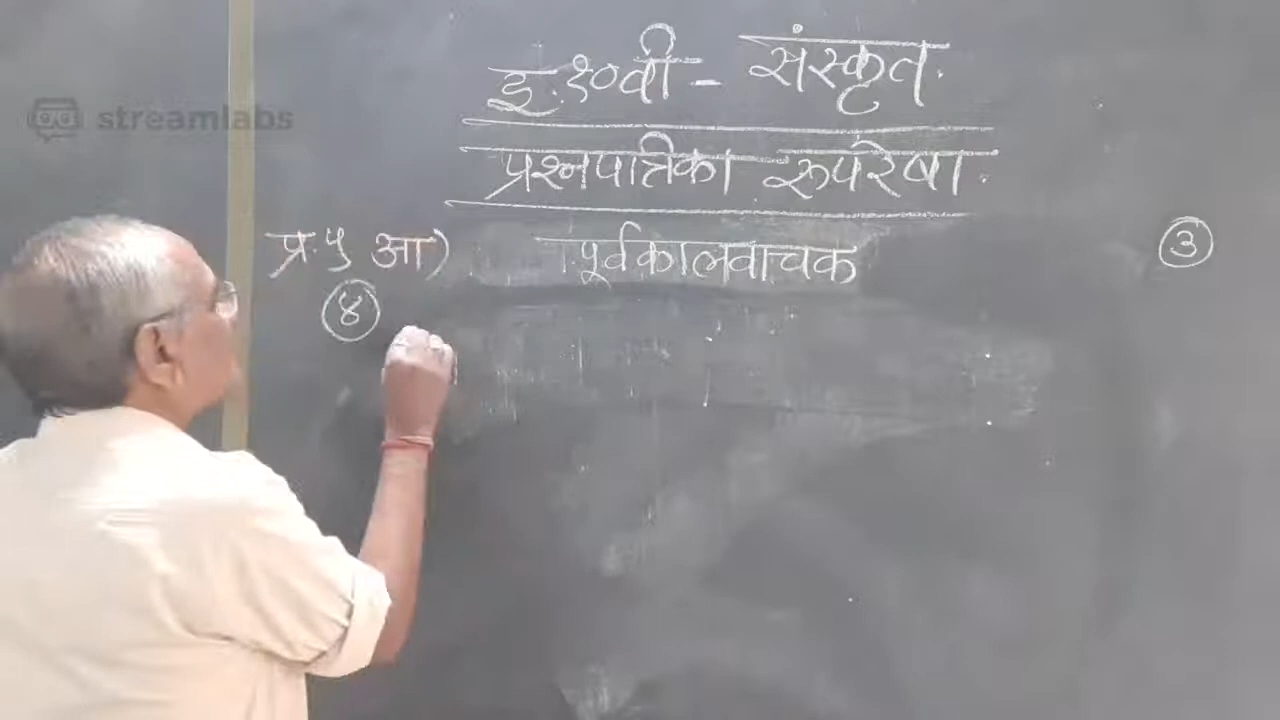 streamlabs
इ. १०वी - संस्कृत.
प्रश्नपत्रिका रूपरेषा.
प्र. ५ आ) पूर्वकालवाचक ③
④